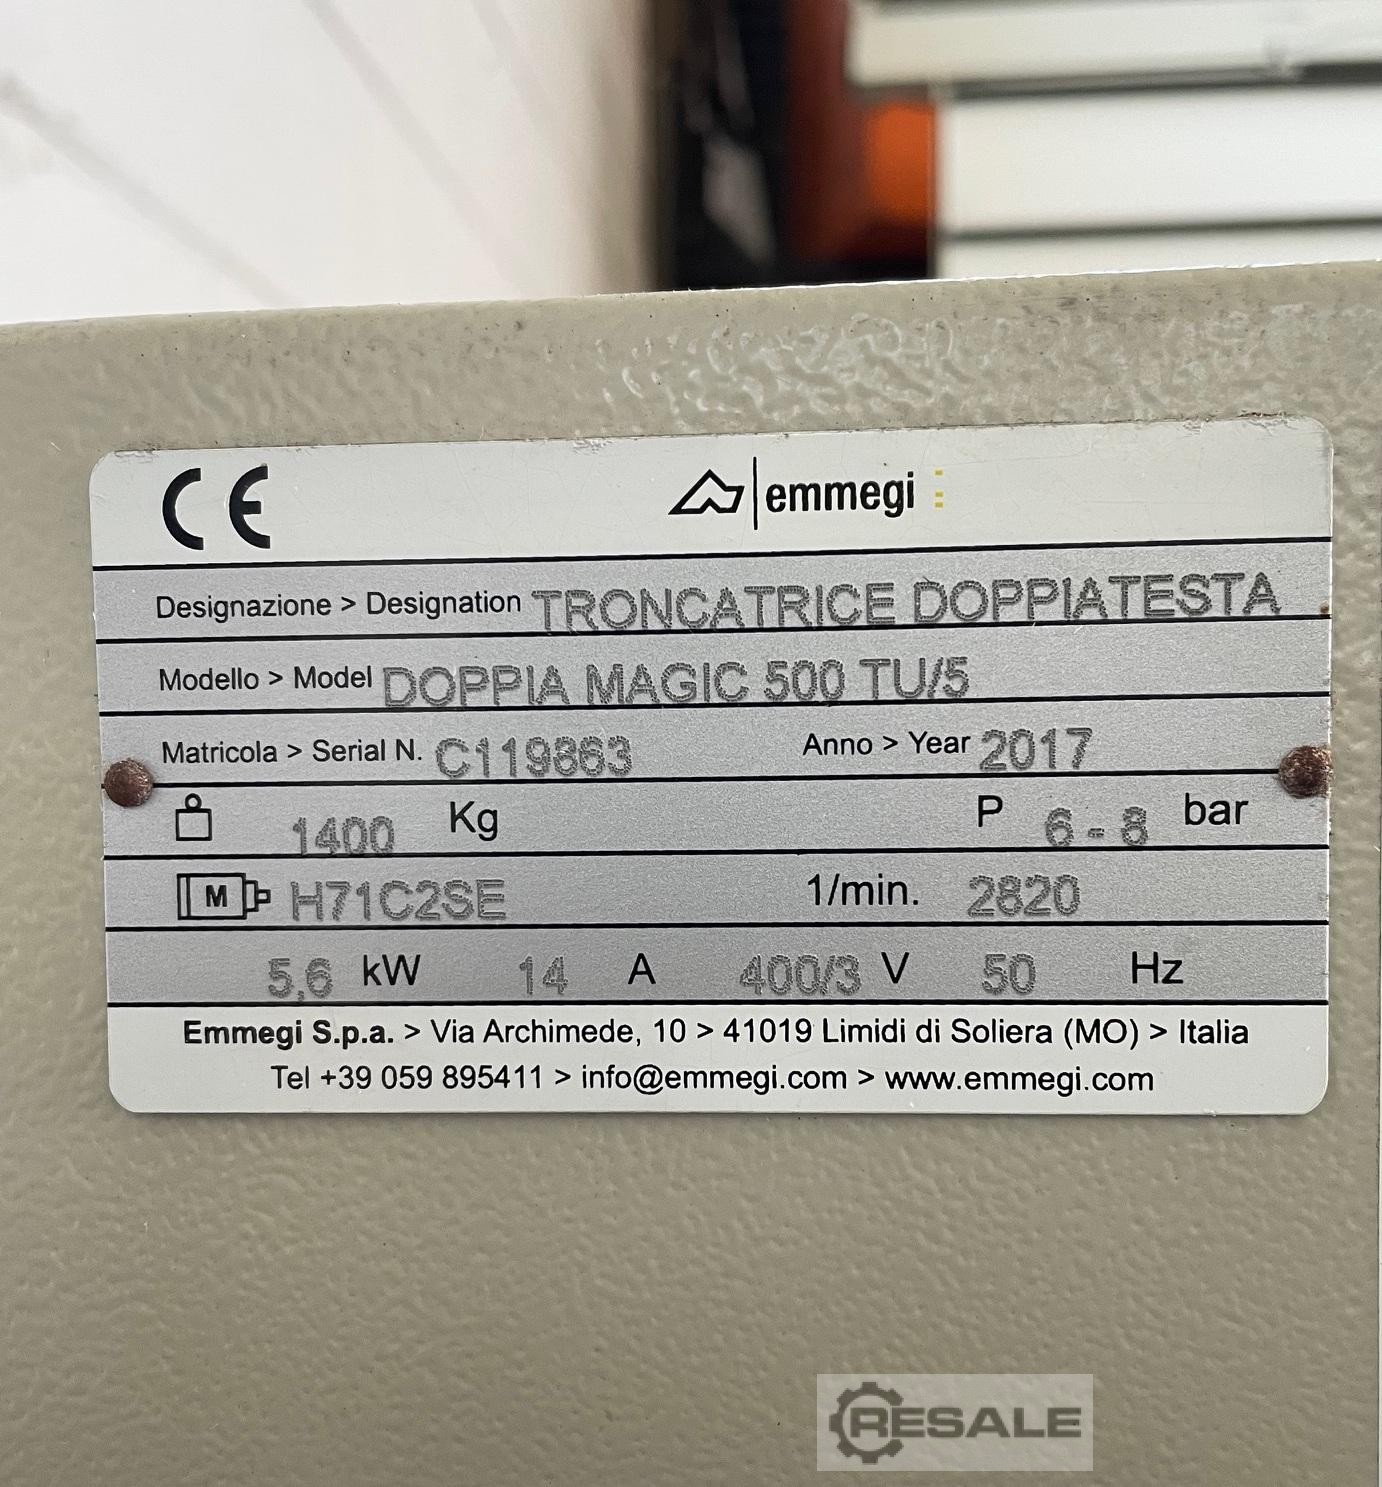 CE emmegi
Designazione > Designation TRONCATRICE DOPPIATESTA
Modello > Model DOPPIA MAGIC 500 TU/5
Matricola > Serial N. C119863 Anno > Year 2017
1400 Kg P 6-8 bar
M H71C2SE 1/min. 2820
5,6 kW 14 A 400/3 V 50 Hz
Emmegi S.p.a. > Via Archimede, 10 > 41019 Limidi di Soliera (MO) > Italia
Tel +39 059 895411 > info@emmegi.com > www.emmegi.com
RESALE